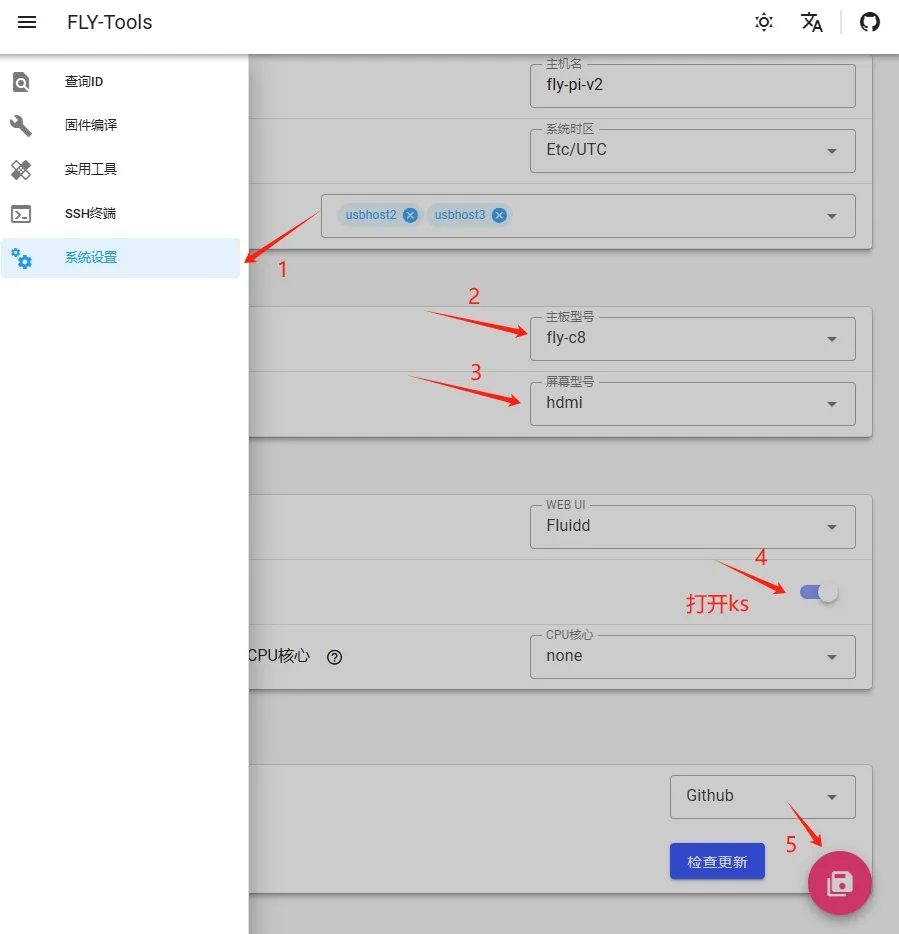 FLY-Tools
查询ID
固件编译
实用工具
SSH终端
系统设置
主机名
fly-pi-v2
系统时区
Etc/UTC
usbhost2
usbhost3
1
2
主板型号
fly-c8
3
屏幕型号
hdmi
WEB UI
Fluidd
4
打开ks
CPU核心
CPU核心
none
Github
5
检查更新